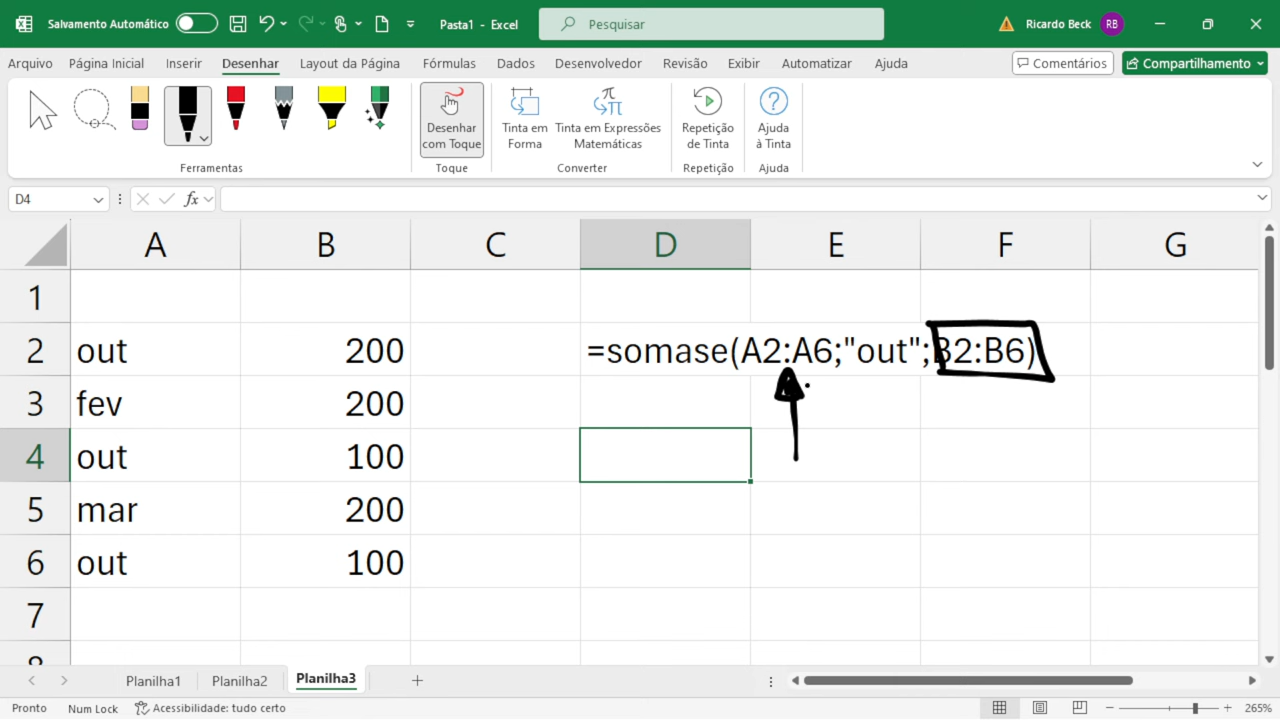 Salvamento Automático Pasta1 - Excel Pesquisar Ricardo Beck RB
Arquivo Página Inicial Inserir Desenhar Layout da Página Fórmulas Dados Desenvolvedor Revisão Exibir Automatizar Ajuda Comentários Compartilhamento
Desenhar com Toque
Tinta em Forma
Tinta em Expressões Matemáticas
Repetição de Tinta
Ajuda à Tinta
Ferramentas Toque Converter Repetição Ajuda
D4 fx
A B C D E F G
1
2 out 200 =somase(A2:A6;"out";B2:B6)
3 fev 200
4 out 100
5 mar 200
6 out 100
7
8
Planilha1 Planilha2 Planilha3
Pronto Num Lock Acessibilidade: tudo certo 265%